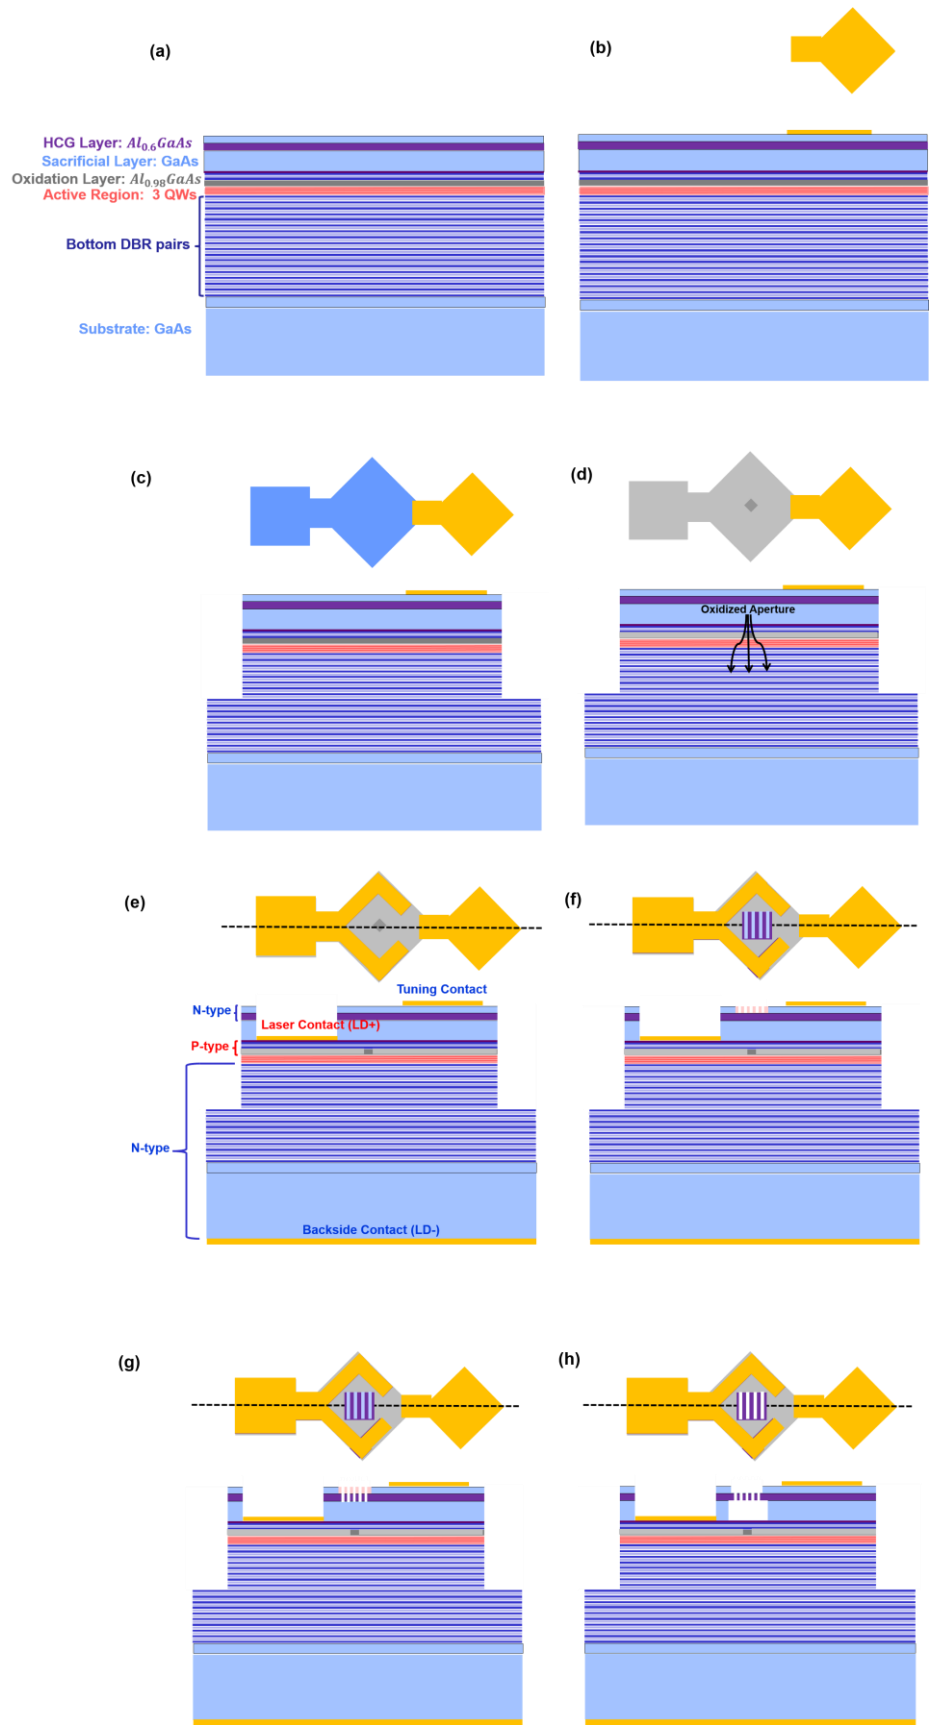 (a)
(b)
HCG Layer: Al₀.₆GaAs
Sacrificial Layer: GaAs
Oxidation Layer: Al₀.₉₈GaAs
Active Region: 3 QWs
Bottom DBR pairs
Substrate: GaAs
(c)
(d)
Oxidized Aperture
(e)
(f)
Tuning Contact
N-type
Laser Contact (LD+)
P-type
N-type
Backside Contact (LD-)
(g)
(h)